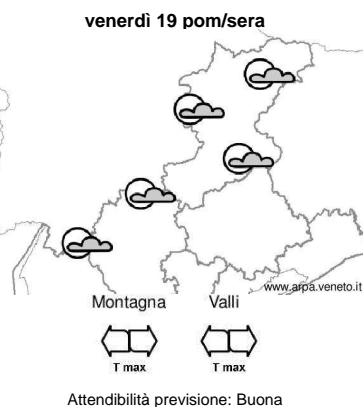 venerdì 19 pom/sera
www.arpa.veneto.it
Montagna Valli
T max T max
Attendibilità previsione: Buona